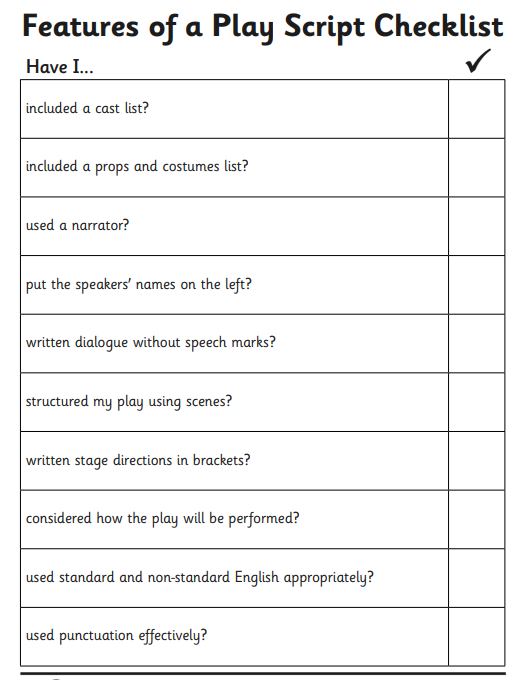 Features of a Play Script Checklist
Have I...
included a cast list?
included a props and costumes list?
used a narrator?
put the speakers’ names on the left?
written dialogue without speech marks?
structured my play using scenes?
written stage directions in brackets?
considered how the play will be performed?
used standard and non-standard English appropriately?
used punctuation effectively?